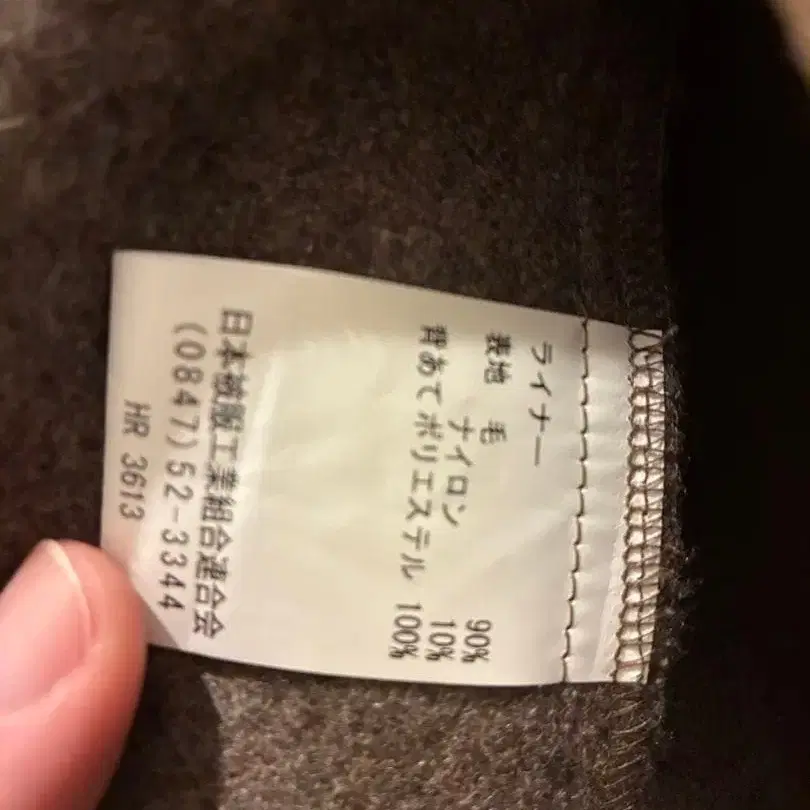 ライナー
表地 毛 90%
ナイロン 10%
背あて ポリエステル 100%
日本被服工業組合連合会
(0847)52-3344
HR 3613